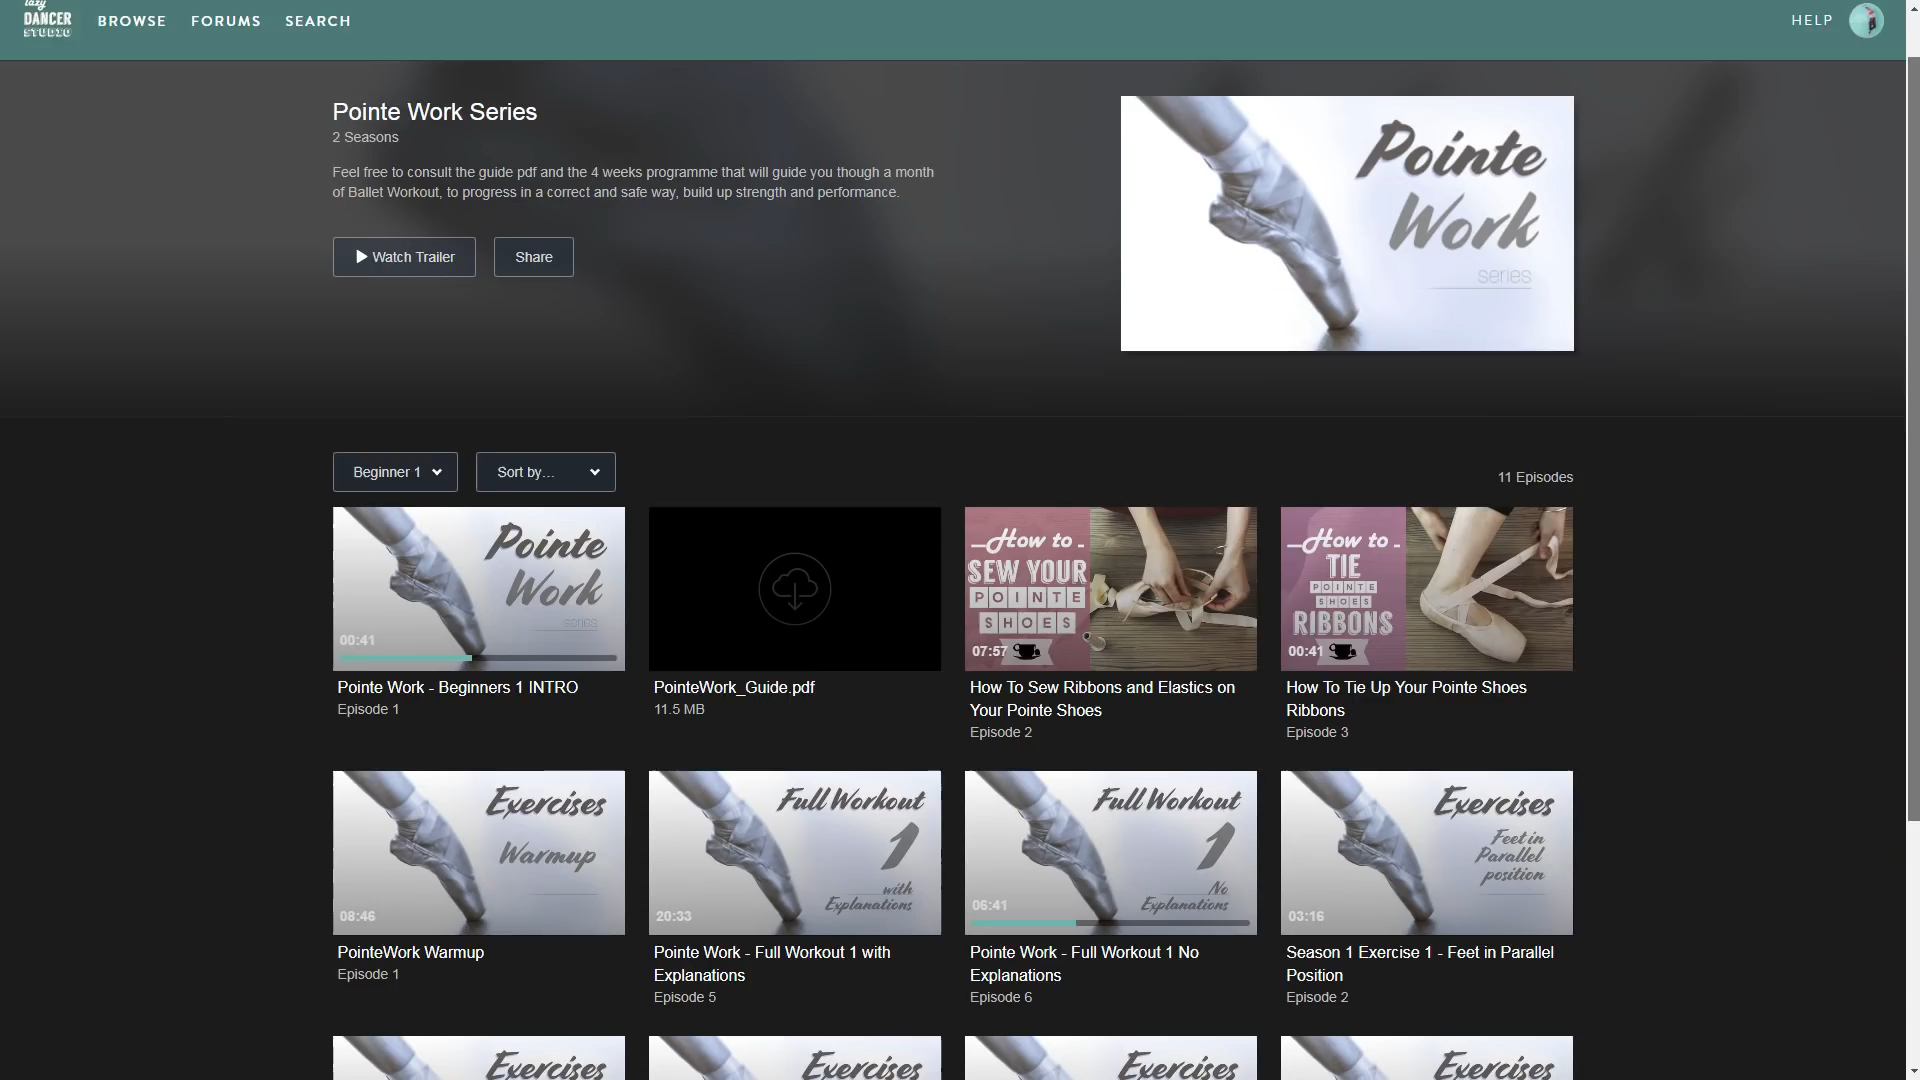 lazy
DANCER
STUDIO
BROWSE
FORUMS
SEARCH
HELP
Pointe Work Series
2 Seasons
Feel free to consult the guide pdf and the 4 weeks programme that will guide you though a month
of Ballet Workout, to progress in a correct and safe way, build up strength and performance.
Watch Trailer
Share
Pointe
Work
series
Beginner 1
Sort by...
11 Episodes
Pointe
Work
series
00:41
Pointe Work - Beginners 1 INTRO
Episode 1
PointeWork_Guide.pdf
11.5 MB
How to
SEW YOUR
POINTE
SHOES
07:57
How To Sew Ribbons and Elastics on
Your Pointe Shoes
Episode 2
How to
TIE
POINTE
SHOES
RIBBONS
00:41
How To Tie Up Your Pointe Shoes
Ribbons
Episode 3
Exercises
Warmup
08:46
PointeWork Warmup
Episode 1
Full Workout
1
with
Explanations
20:33
Pointe Work - Full Workout 1 with
Explanations
Episode 5
Full Workout
1
No
Explanations
06:41
Pointe Work - Full Workout 1 No
Explanations
Episode 6
Exercises
Feet in
Parallel
position
03:16
Season 1 Exercise 1 - Feet in Parallel
Position
Episode 2
Exercises
Exercises
Exercises
Exercises